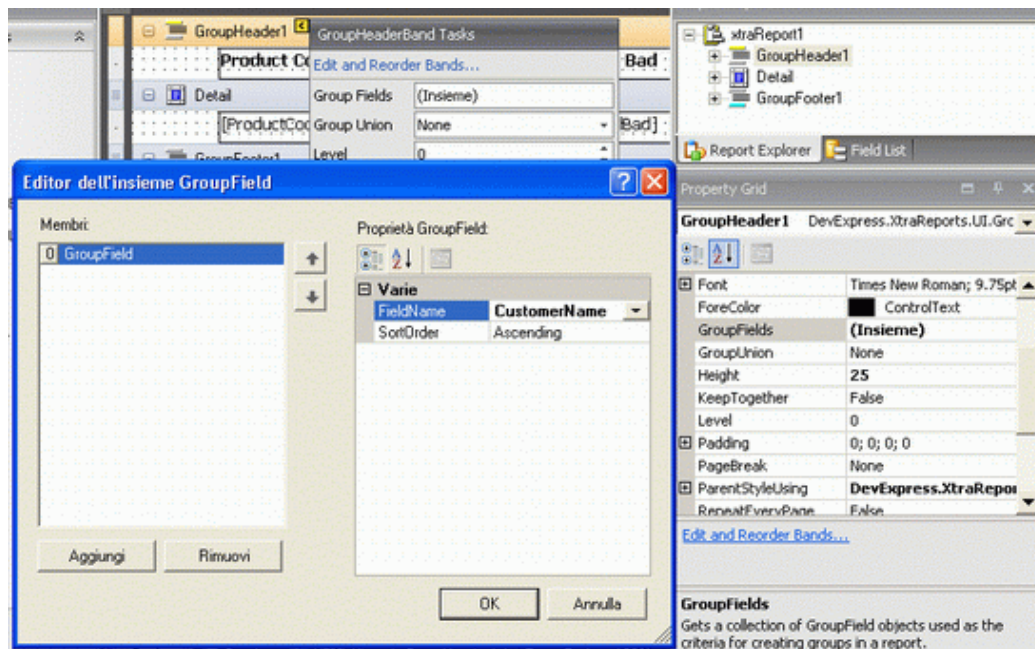 GroupHeader1
GroupHeaderBand Tasks
Product Co
Edit and Reorder Bands...
Bad
Detail
Group Fields
(Insieme)
[ProductCoc
Group Union
None
Bad]
GroupFooter1
Level
0
xtraReport1
GroupHeader1
Detail
GroupFooter1
Report Explorer
Field List
Editor dell'insieme GroupField
Membri:
0 GroupField
Aggiungi
Rimuovi
Proprietà GroupField:
Varie
FieldName CustomerName
SortOrder Ascending
OK
Annulla
Property Grid
GroupHeader1 DevExpress.XtraReports.UI.Grc
Font Times New Roman; 9.75pt
ForeColor ControlText
GroupFields (Insieme)
GroupUnion None
Height 25
KeepTogether False
Level 0
Padding 0; 0; 0; 0
PageBreak None
ParentStyleUsing DevExpress.XtraRepor
RepeatEveryPage False
Edit and Reorder Bands...
GroupFields
Gets a collection of GroupField objects used as the
criteria for creating groups in a report.